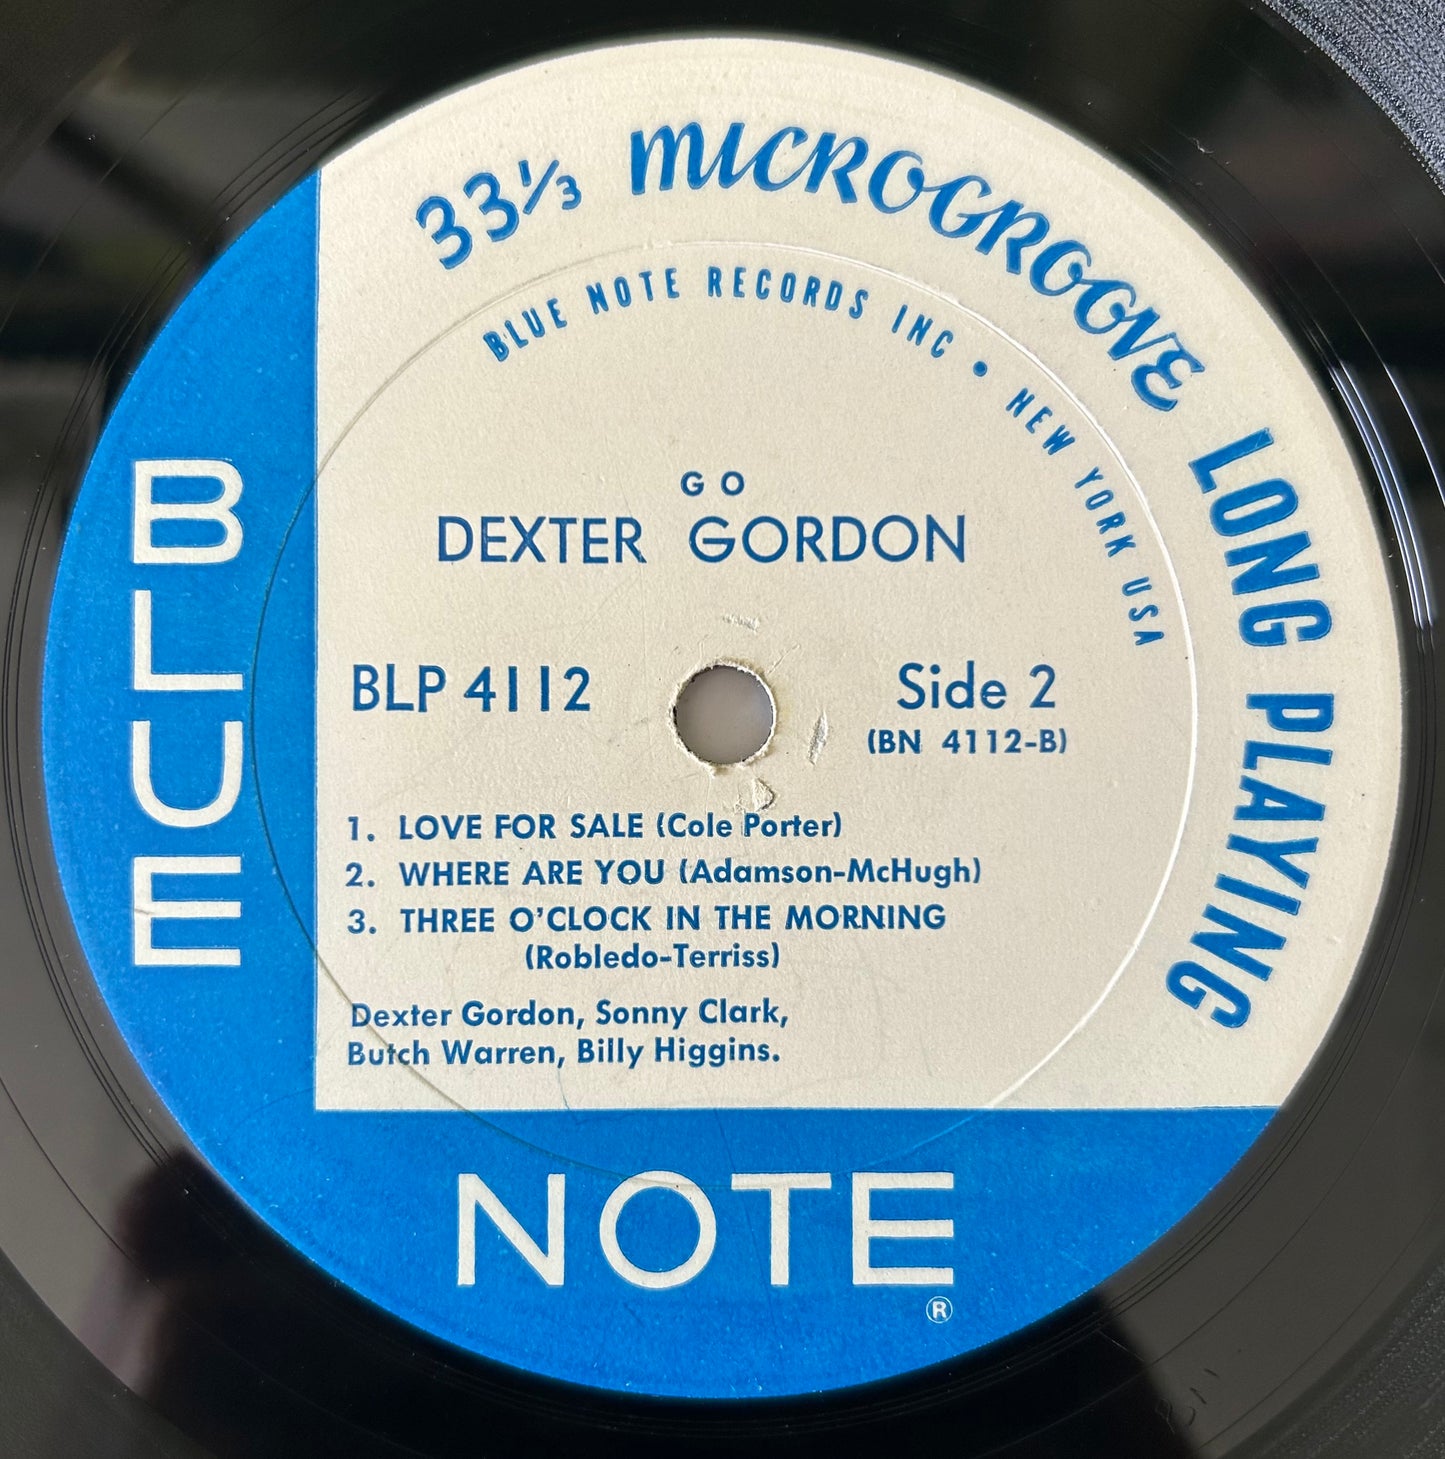 33⅓ MICROGROOVE LONG PLAYING
BLUE NOTE RECORDS INC • NEW YORK USA
GO
DEXTER GORDON
BLP 4112
Side 2
(BN 4112-B)
1. LOVE FOR SALE (Cole Porter)
2. WHERE ARE YOU (Adamson-McHugh)
3. THREE O'CLOCK IN THE MORNING
(Robledo-Terriss)
Dexter Gordon, Sonny Clark,
Butch Warren, Billy Higgins.
BLUE
NOTE
®